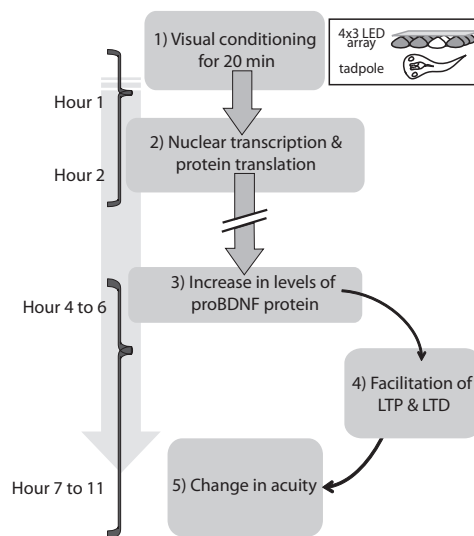 1) Visual conditioning
for 20 min
4x3 LED
array
tadpole
Hour 1
2) Nuclear transcription &
protein translation
Hour 2
3) Increase in levels of
proBDNF protein
Hour 4 to 6
4) Facilitation of
LTP & LTD
5) Change in acuity
Hour 7 to 11